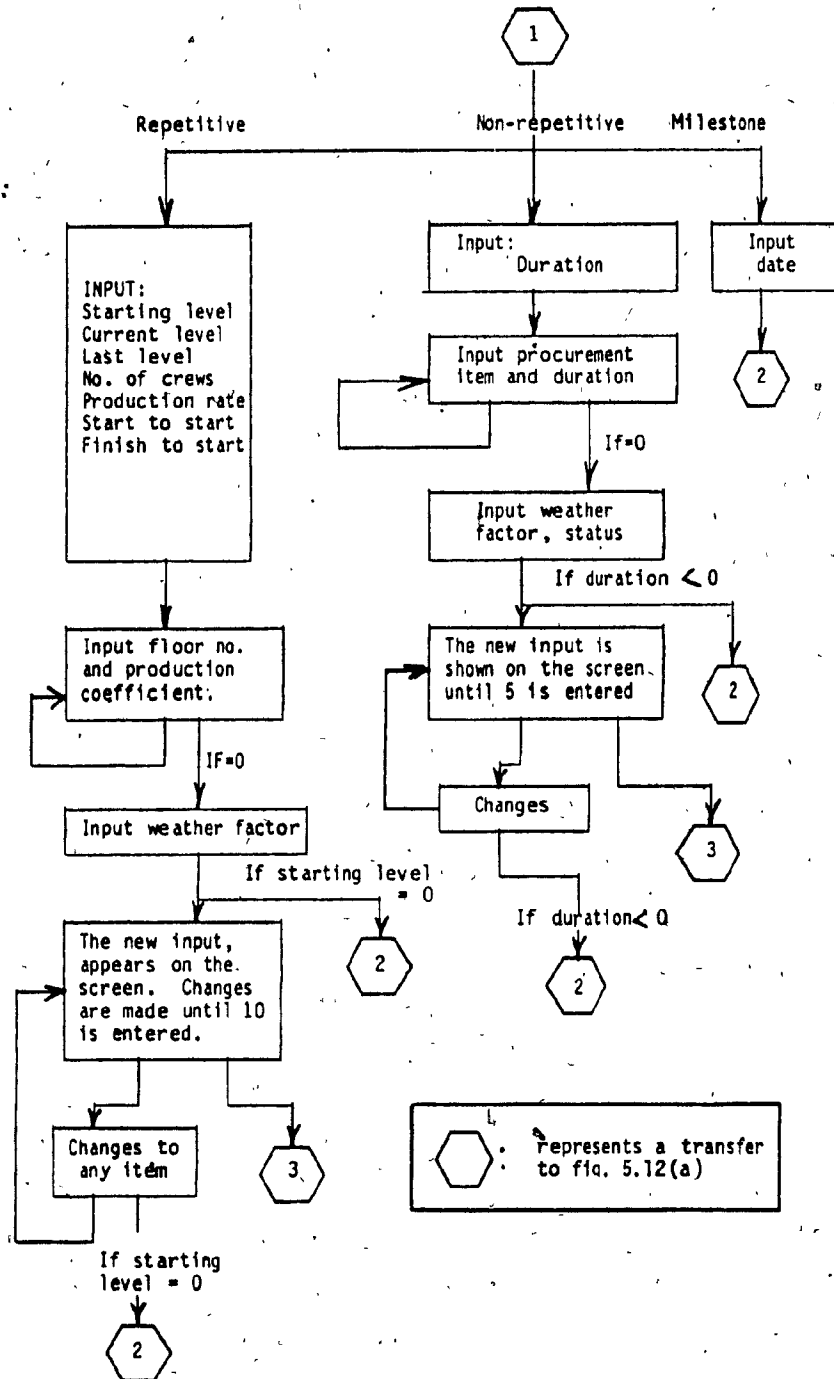 1
Repetitive
Non-repetitive
Milestone
INPUT:
Starting level
Current level
Last level
No. of crews
Production rate
Start to start
Finish to start
Input floor no.
and production
coefficient.
IF=0
Input weather factor
If starting level
= 0
2
The new input,
appears on the
screen. Changes
are made until 10
is entered.
Changes to
any item
3
If starting
level = 0
2
Input:
Duration
Input procurement
item and duration
If=0
Input weather
factor, status
If duration < 0
2
The new input is
shown on the screen
until 5 is entered
Changes
3
If duration< 0
2
Input
date
2
: represents a transfer
to fig. 5.12(a)